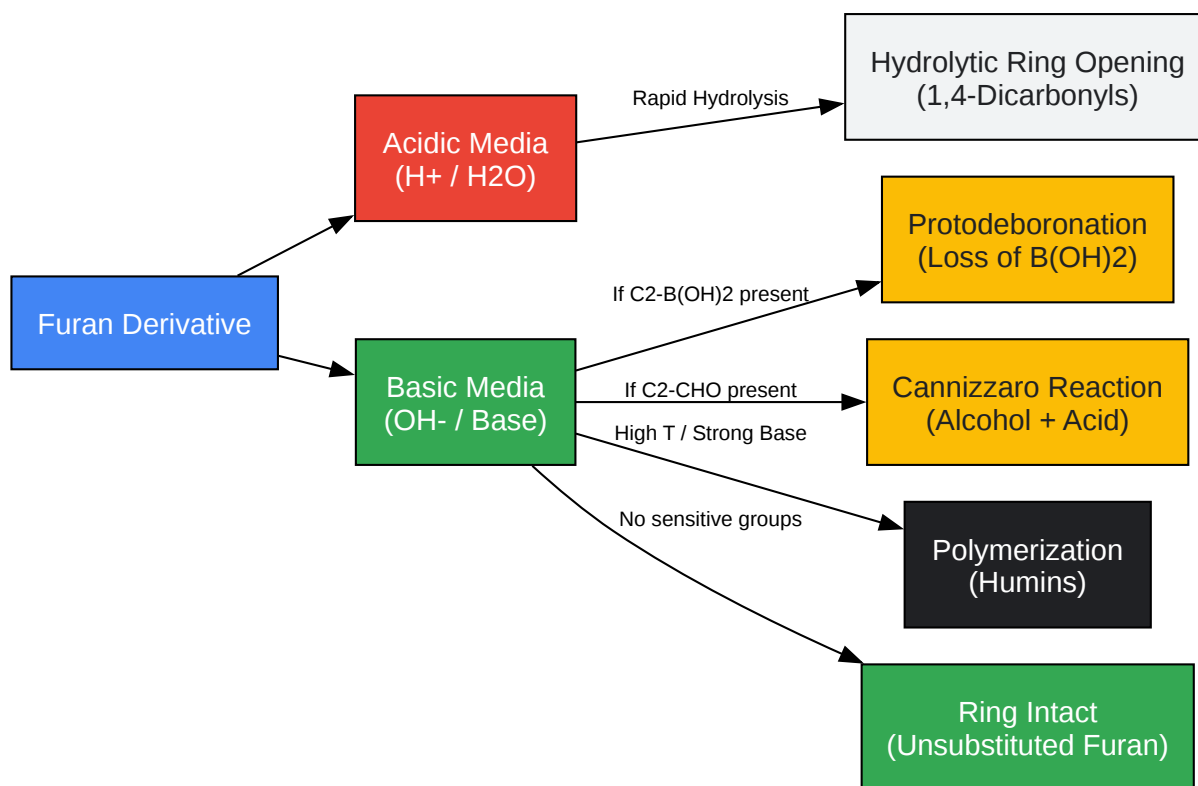 Hydrolytic Ring Opening
(1,4-Dicarbonyls)
Rapid Hydrolysis
Acidic Media
(H+ / H2O)
Protodeboronation
(Loss of B(OH)2)
If C2-B(OH)2 present
Furan Derivative
Basic Media
(OH- / Base)
If C2-CHO present
Cannizzaro Reaction
(Alcohol + Acid)
High T / Strong Base
Polymerization
(Humins)
No sensitive groups
Ring Intact
(Unsubstituted Furan)